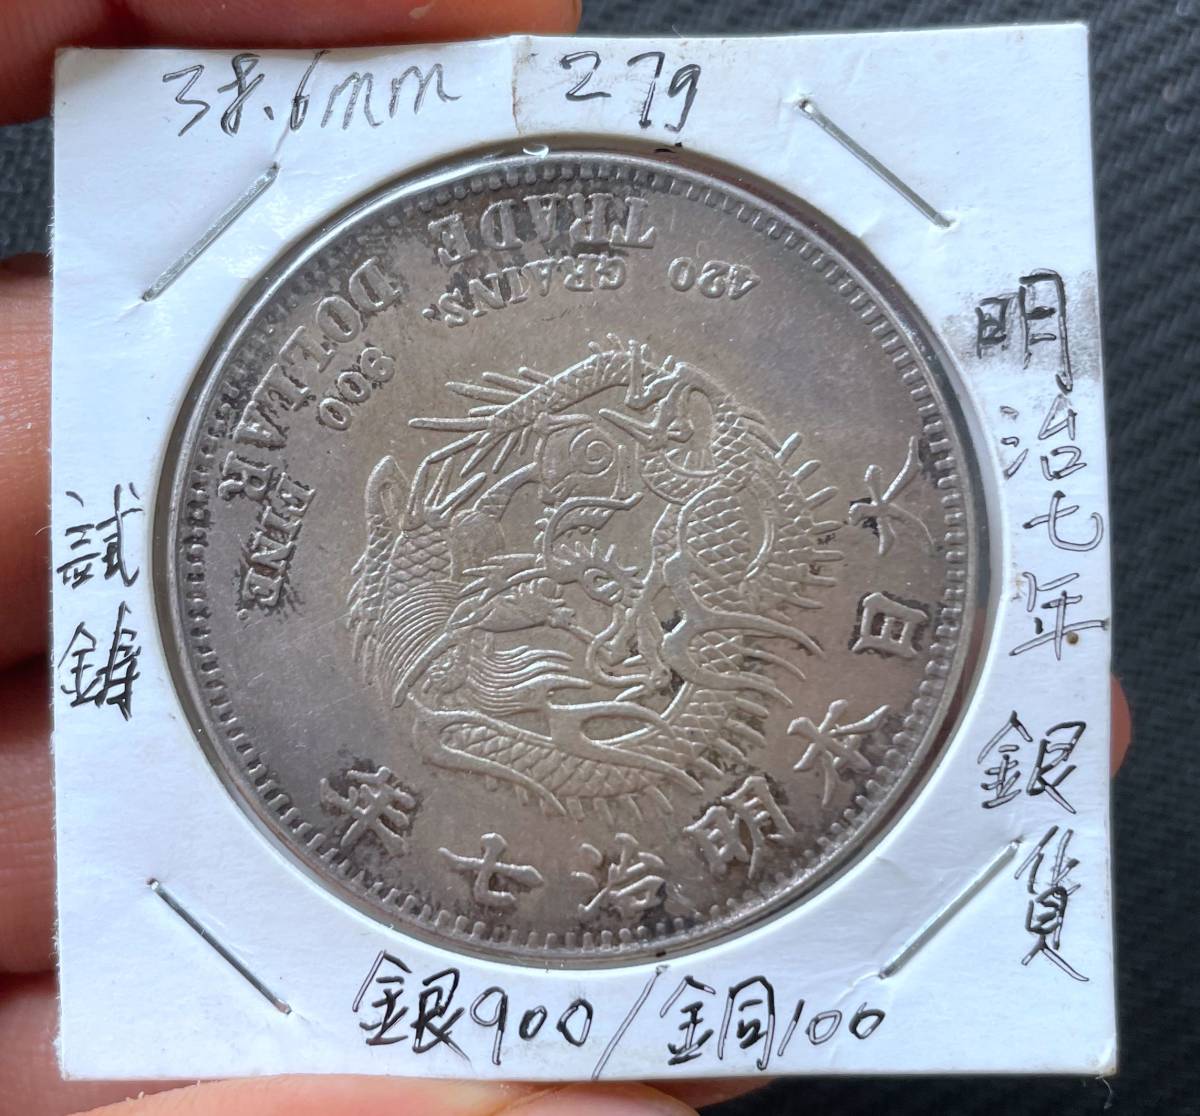 38.6mm 27g
試鋳
明治七年銀貨
大日本明治七年
420 GRAINS. 900 FINE.
TRADE DOLLAR
銀900/銅100